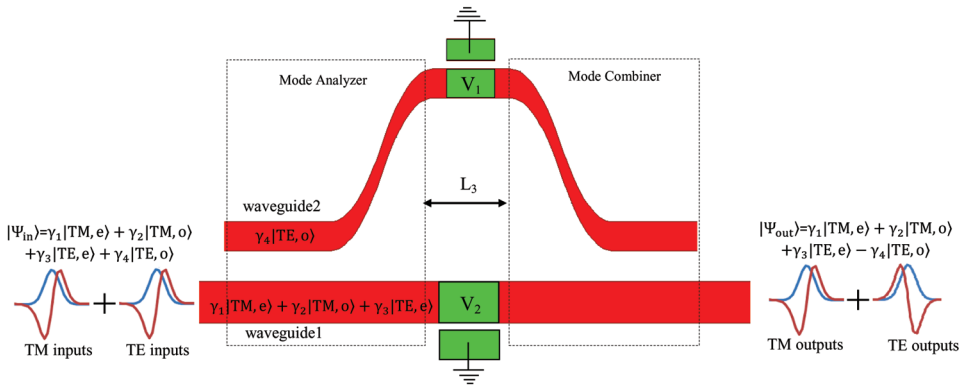 Mode Analyzer
Mode Combiner
V₁
L₃
waveguide2
γ₄|TE, o⟩
|Ψᵢₙ⟩=γ₁|TM, e⟩ + γ₂|TM, o⟩
+γ₃|TE, e⟩ + γ₄|TE, o⟩
|Ψₒᵤₜ⟩=γ₁|TM, e⟩ + γ₂|TM, o⟩
+γ₃|TE, e⟩ − γ₄|TE, o⟩
γ₁|TM, e⟩ + γ₂|TM, o⟩ + γ₃|TE, e⟩
V₂
waveguide1
+
+
TM inputs
TE inputs
TM outputs
TE outputs